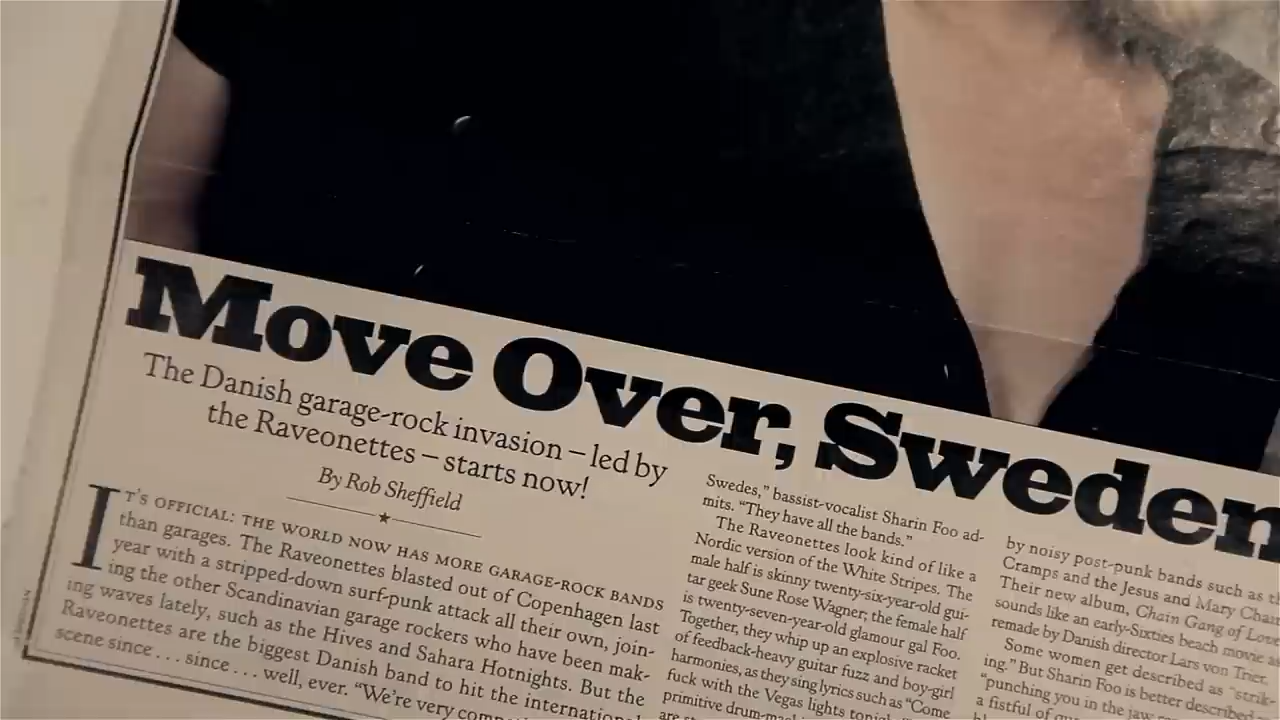 Move Over, Sweden
The Danish garage-rock invasion – led by
the Raveonettes – starts now!
By Rob Sheffield
IT'S OFFICIAL: THE WORLD NOW HAS MORE GARAGE-ROCK BANDS
than garages. The Raveonettes blasted out of Copenhagen last
year with a stripped-down surf-punk attack all their own, join-
ing the other Scandinavian garage rockers who have been mak-
ing waves lately, such as the Hives and Sahara Hotnights. But the
Raveonettes are the biggest Danish band to hit the international
scene since . . . since . . . well, ever. “We're very
Swedes,” bassist-vocalist Sharin Foo ad-
mits. “They have all the bands.”
The Raveonettes look kind of like a
Nordic version of the White Stripes. The
male half is skinny twenty-six-year-old gui-
tar geek Sune Rose Wagner; the female half
is twenty-seven-year-old glamour gal Foo.
Together, they whip up an explosive racket
of feedback-heavy guitar fuzz and boy-girl
harmonies, as they sing lyrics such as “Come
fuck with the Vegas lights tonight
primitive
by noisy post-punk bands such as
Cramps and the Jesus and Mary Chain
Their new album, Chain Gang of Love
sounds like an early-Sixties beach movie
remade by Danish director Lars von Trier.
Some women get described as “strik-
ing.” But Sharin Foo is better described
“punching you in the jaw
a fistful of